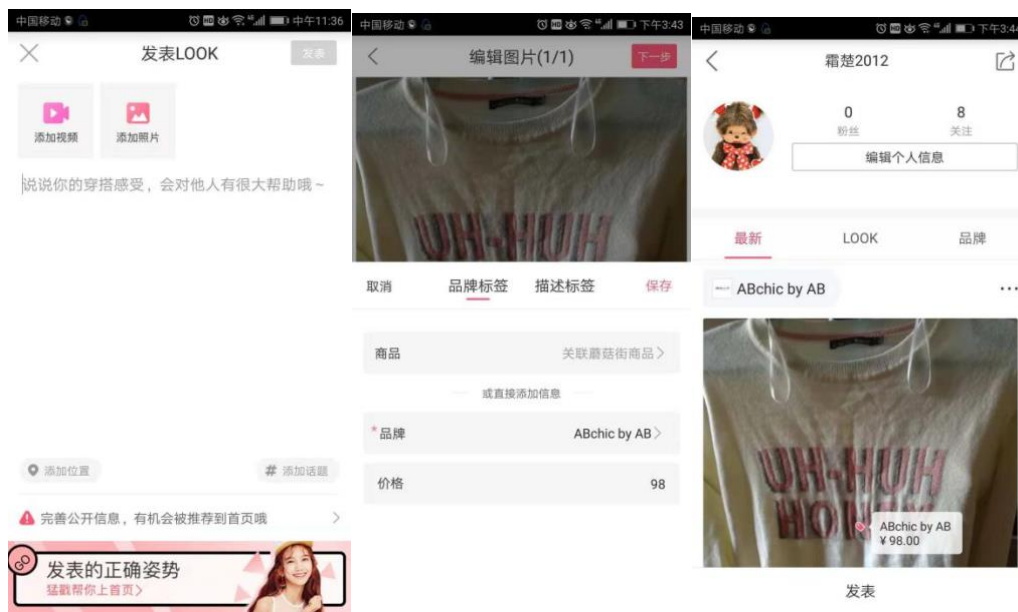 中国移动
中午11:36
发表LOOK
发表
添加视频
添加照片
说说你的穿搭感受，会对他人有很大帮助哦～
添加位置
# 添加话题
完善公开信息，有机会被推荐到首页哦
GO
发表的正确姿势
猛戳帮你上首页>
中国移动
下午3:43
编辑图片(1/1)
下一步
UH-HUH
取消
品牌标签
描述标签
保存
商品
关联蘑菇街商品
或直接添加信息
*品牌
ABchic by AB
价格
98
中国移动
下午3:44
霜楚2012
0
8
粉丝
关注
编辑个人信息
最新
LOOK
品牌
ABchic by AB
UH-HUH
ABchic by AB
¥ 98.00
发表